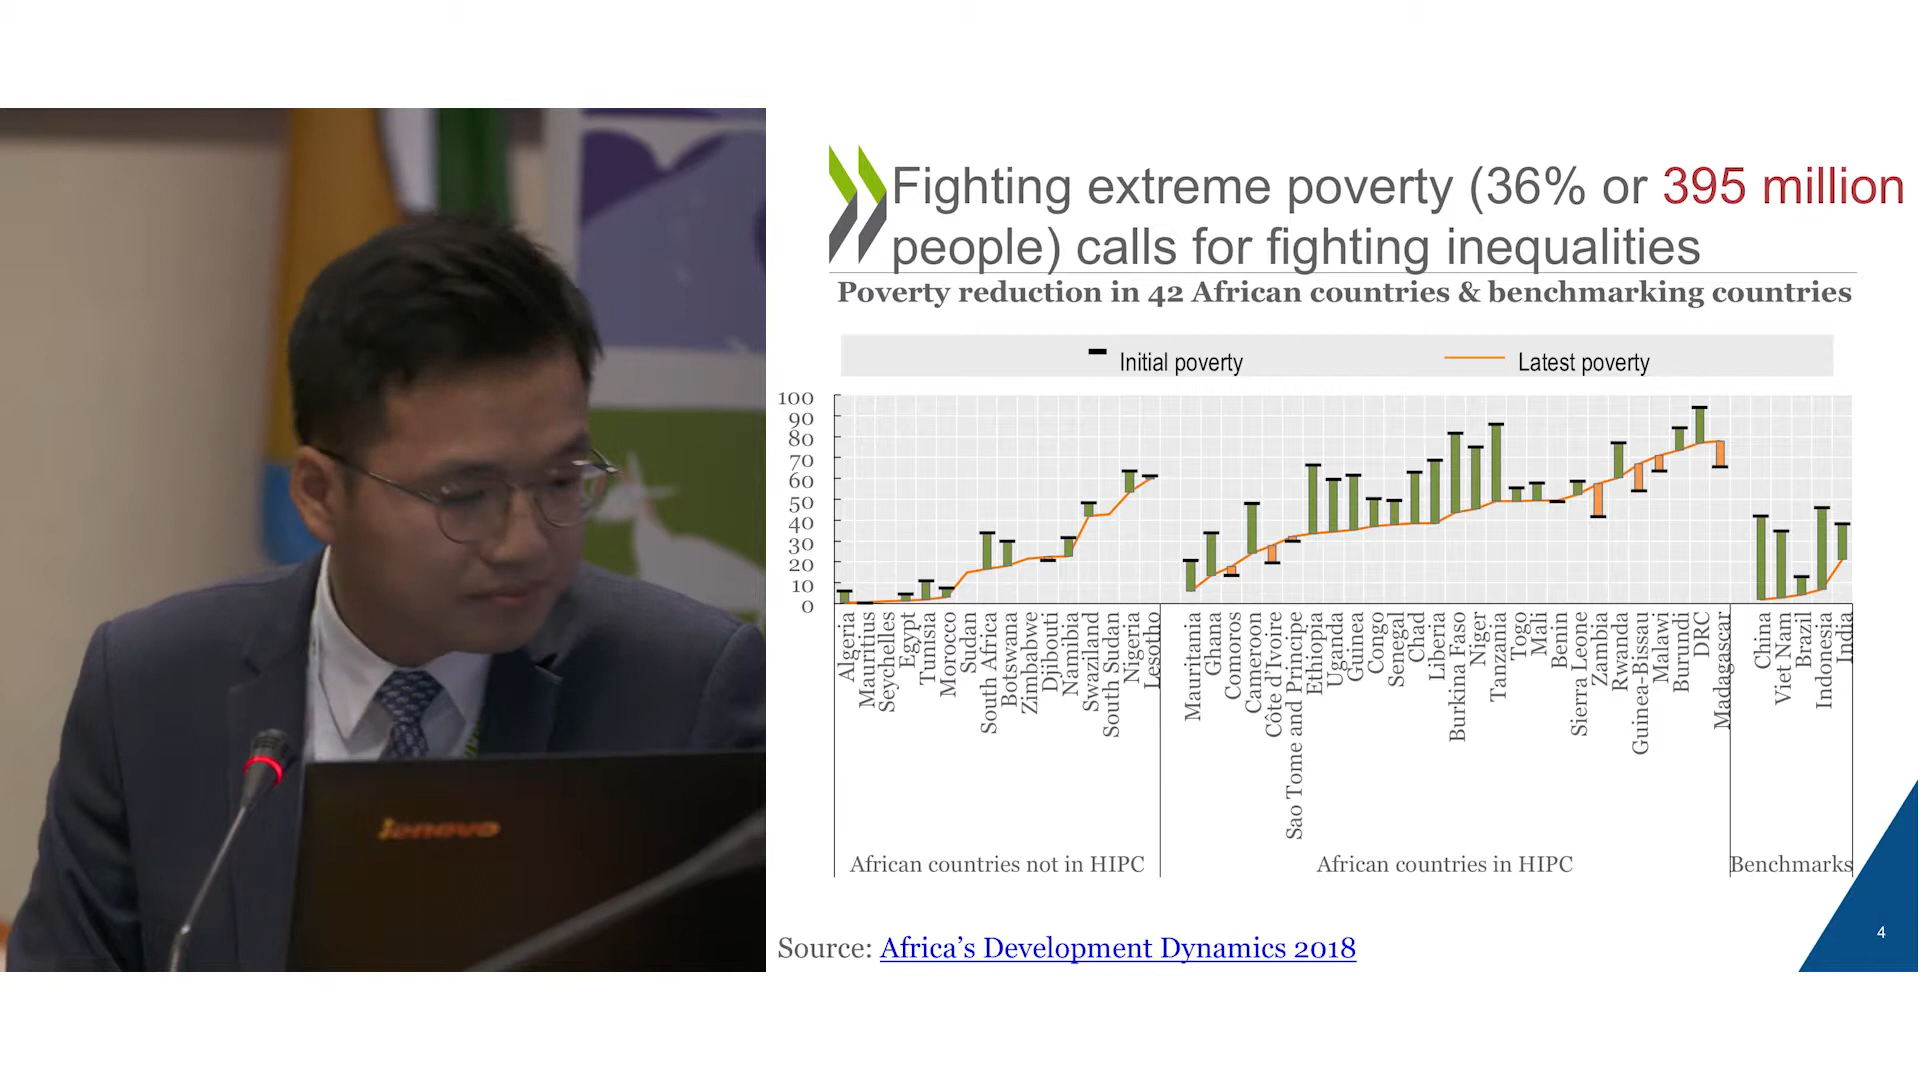 Fighting extreme poverty (36% or 395 million
people) calls for fighting inequalities
Poverty reduction in 42 African countries & benchmarking countries
Initial poverty
Latest poverty
100
90
80
70
60
50
40
30
20
10
0
Algeria
Mauritius
Seychelles
Egypt
Tunisia
Morocco
Sudan
South Africa
Botswana
Zimbabwe
Djibouti
Namibia
Swaziland
South Sudan
Nigeria
Lesotho
Mauritania
Ghana
Comoros
Cameroon
Côte d'Ivoire
Sao Tome and Principe
Ethiopia
Uganda
Guinea
Congo
Senegal
Chad
Liberia
Burkina Faso
Niger
Tanzania
Togo
Mali
Benin
Sierra Leone
Zambia
Rwanda
Guinea-Bissau
Malawi
Burundi
DRC
Madagascar
China
Viet Nam
Brazil
Indonesia
India
African countries not in HIPC
African countries in HIPC
Benchmarks
Source: Africa's Development Dynamics 2018
4
lenovo